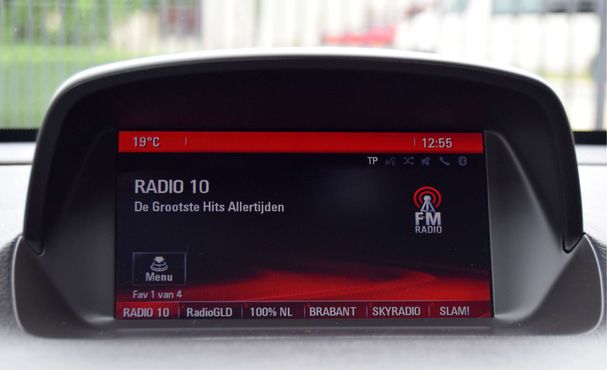 19°C 12:55
TP
RADIO 10
De Grootste Hits Allertijden
FM
RADIO
Menu
Fav 1 van 4
RADIO 10 RadioGLD 100% NL BRABANT SKYRADIO SLAM!